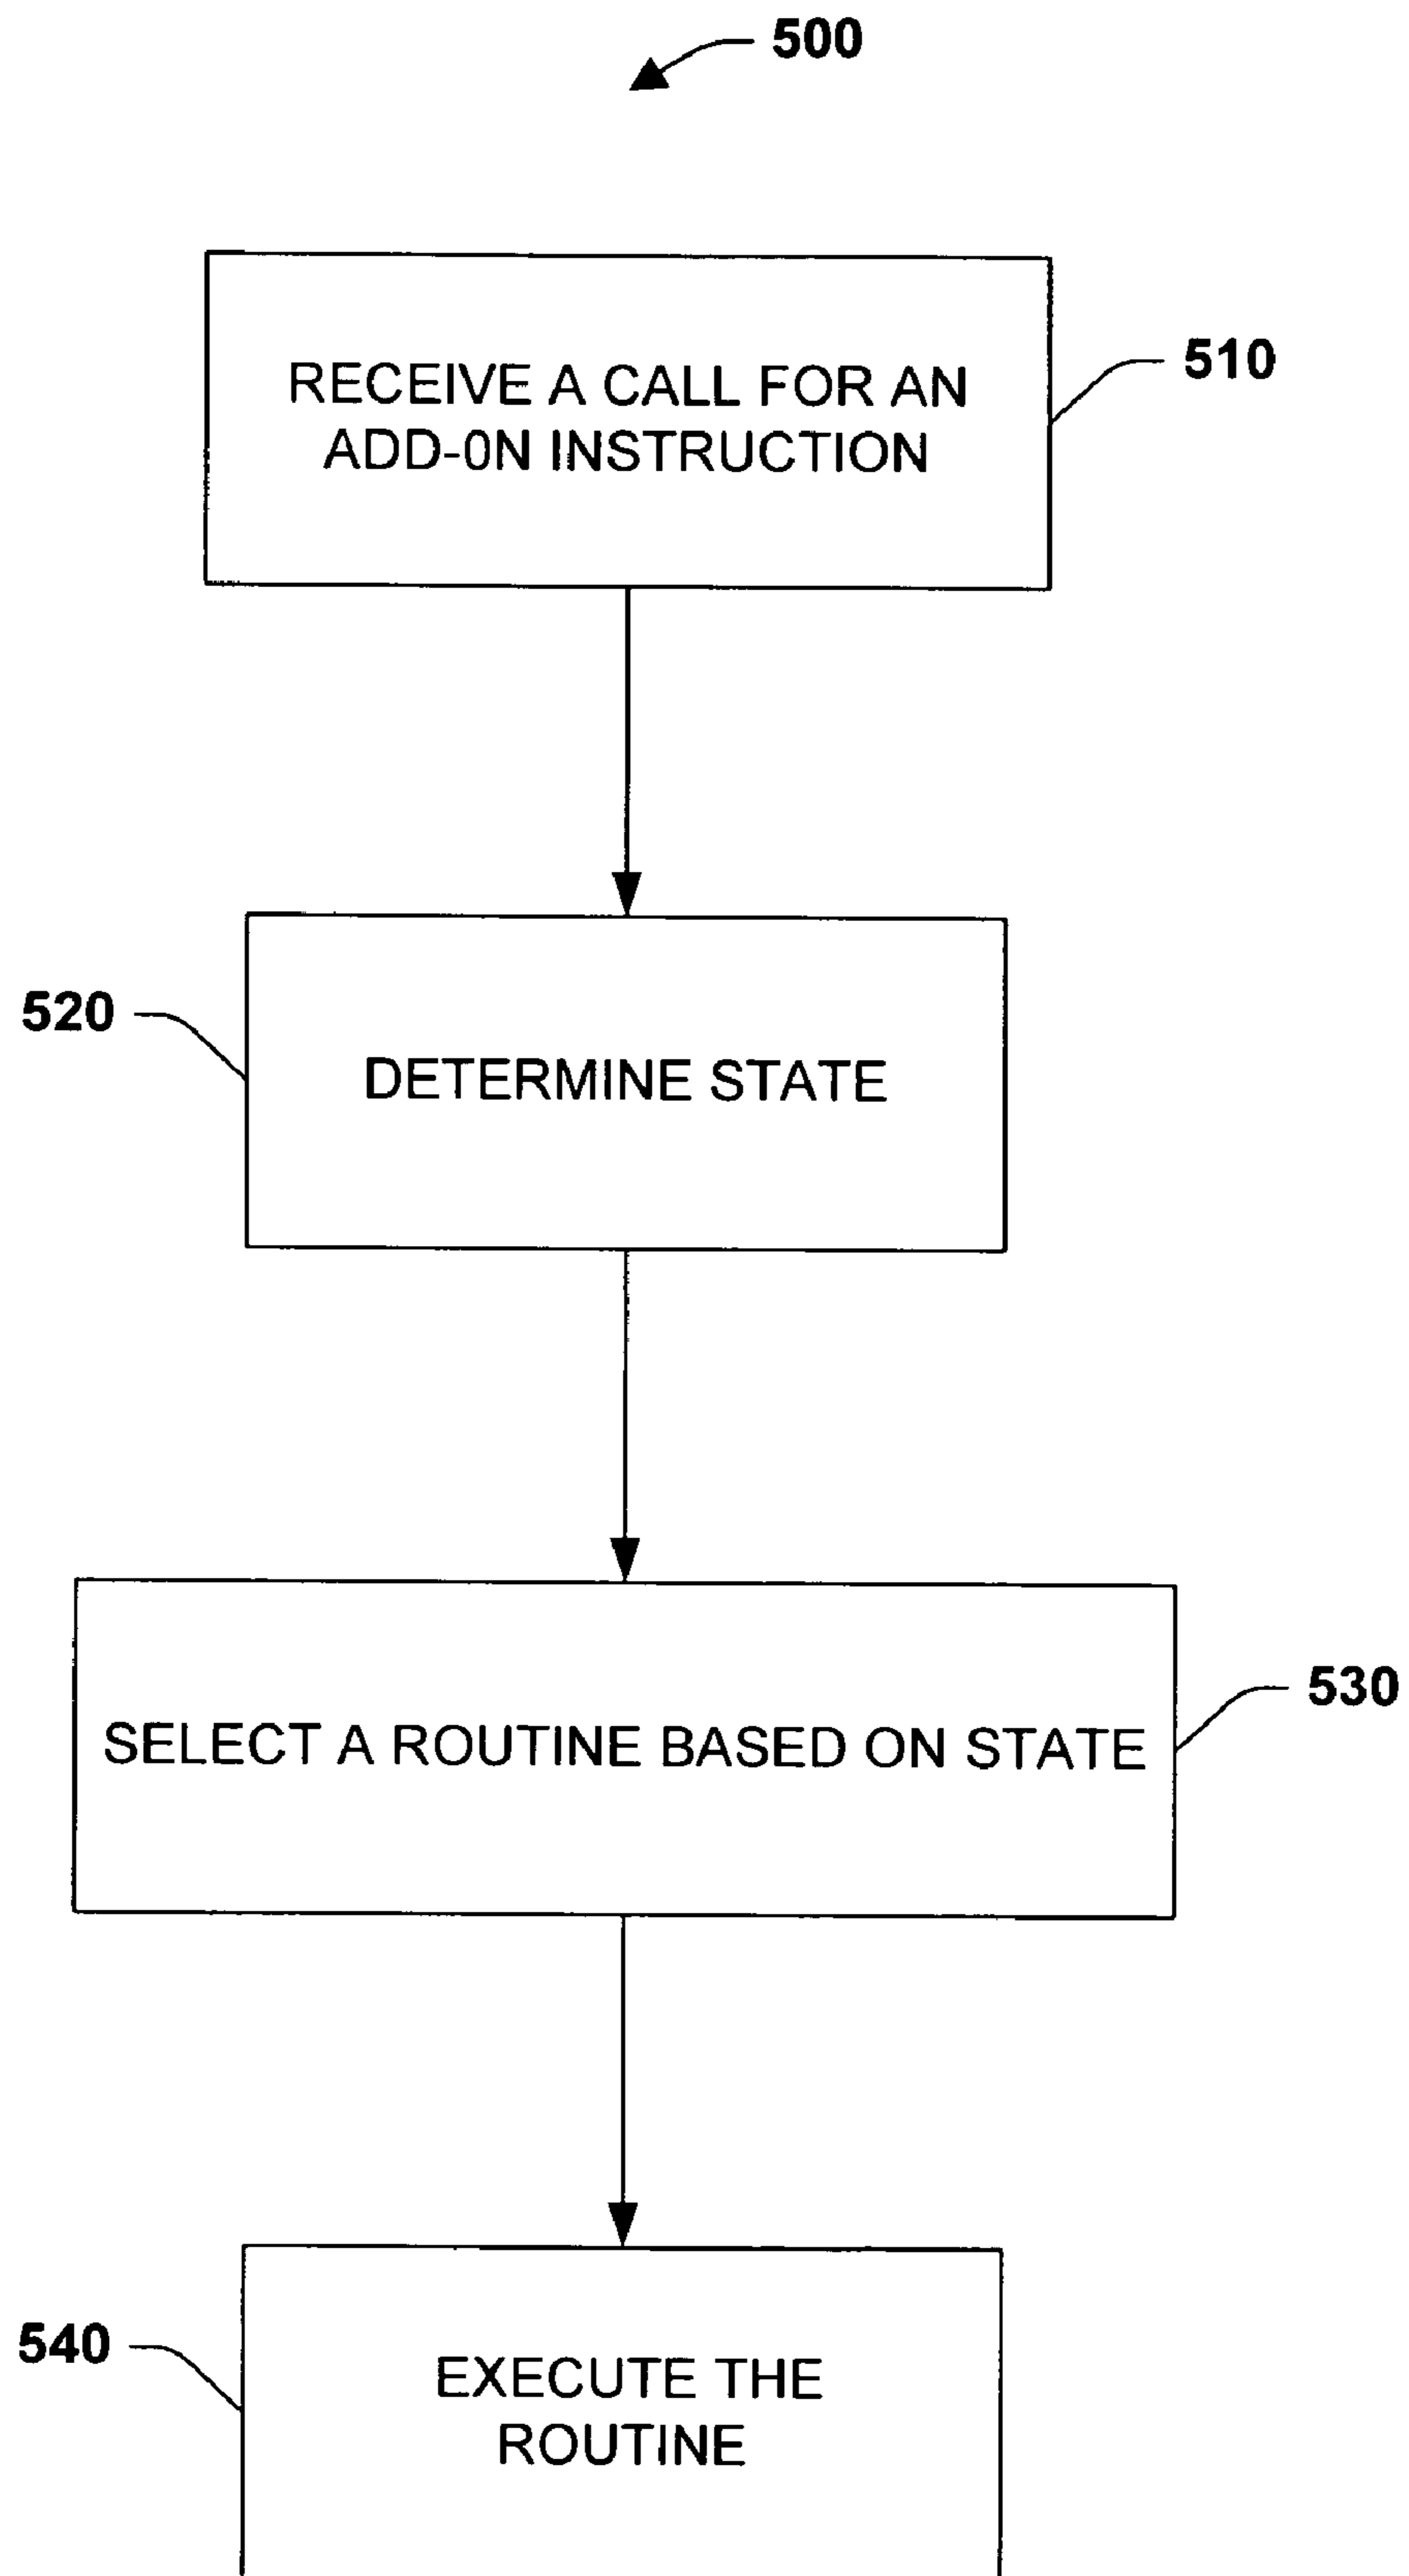 500
RECEIVE A CALL FOR AN
ADD-0N INSTRUCTION
510
520
DETERMINE STATE
SELECT A ROUTINE BASED ON STATE
530
540
EXECUTE THE
ROUTINE